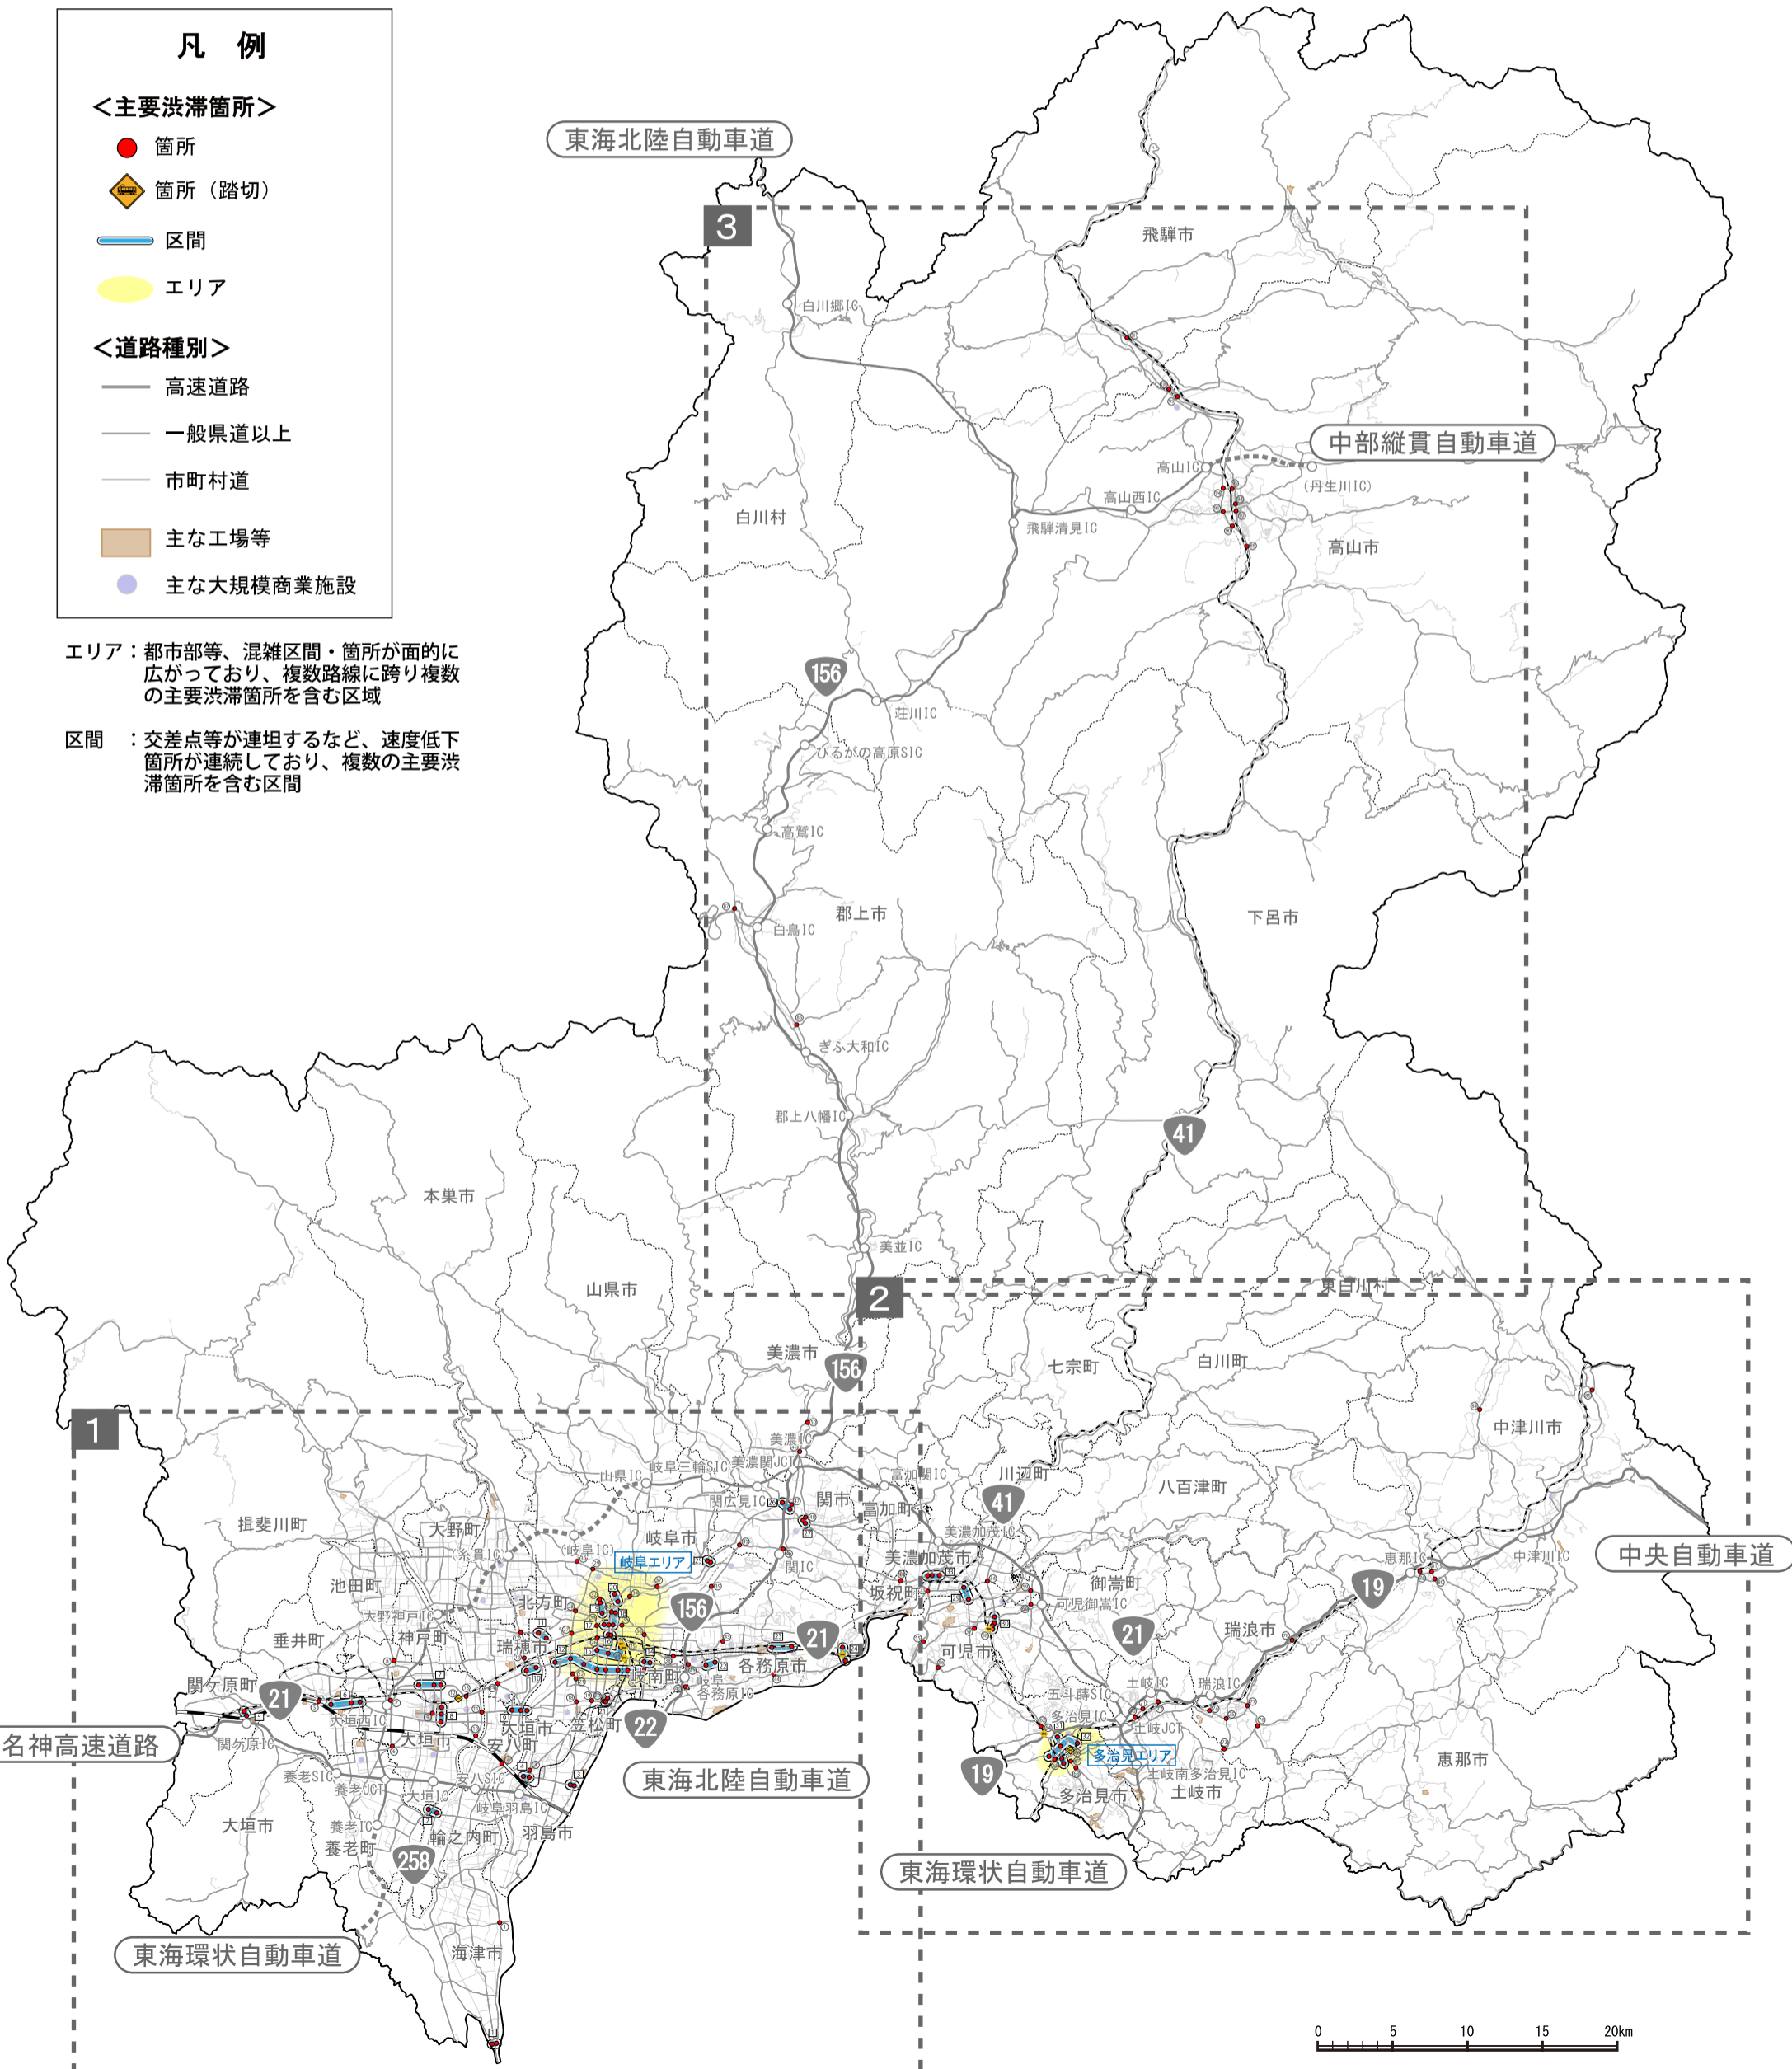 凡 例
＜主要渋滞箇所＞
箇所
箇所（踏切）
区間
エリア
＜道路種別＞
高速道路
一般県道以上
市町村道
主な工場等
主な大規模商業施設
エリア：都市部等、混雑区間・箇所が面的に
広がっており、複数路線に跨り複数
の主要渋滞箇所を含む区域
区間　：交差点等が連坦するなど、速度低下
箇所が連続しており、複数の主要渋
滞箇所を含む区間
東海北陸自動車道
3
飛騨市
白川郷IC
中部縦貫自動車道
高山IC
（丹生川IC）
高山西IC
白川村
飛騨清見IC
高山市
156
荘川IC
ひるがの高原SIC
高鷲IC
郡上市
下呂市
白鳥IC
ぎふ大和IC
郡上八幡IC
41
本巣市
美並IC
山県市
2
東白川村
美濃市
156
七宗町
白川町
1
中津川市
美濃IC
美濃関JCT
岐阜三輪SIC
山県IC
富加関IC
川辺町
八百津町
関広見IC
関市
富加町
41
揖斐川町
大野町
（糸貫IC）
岐阜市
（岐阜IC）
岐阜エリア
美濃加茂IC
美濃加茂市
関IC
恵那IC
中津川IC
中央自動車道
池田町
坂祝町
御嵩町
19
北方町
156
可児御嵩IC
大野神戸IC
神戸町
垂井町
瑞穂市
21
21
瑞浪市
可児市
関ケ原町
21
岐南町
各務原市
岐阜
各務原IC
五斗蒔SIC
土岐IC
瑞浪IC
大垣西IC
大垣市
大垣市
笠松町
22
多治見IC
土岐JCT
名神高速道路
関ケ原IC
安八町
多治見エリア
恵那市
養老SIC
養老JCT
安八SIC
東海北陸自動車道
19
土岐南多治見IC
大垣IC
岐阜羽島IC
多治見市
土岐市
大垣市
養老IC
養老町
輪之内町
羽島市
258
東海環状自動車道
東海環状自動車道
海津市
0 5 10 15 20km